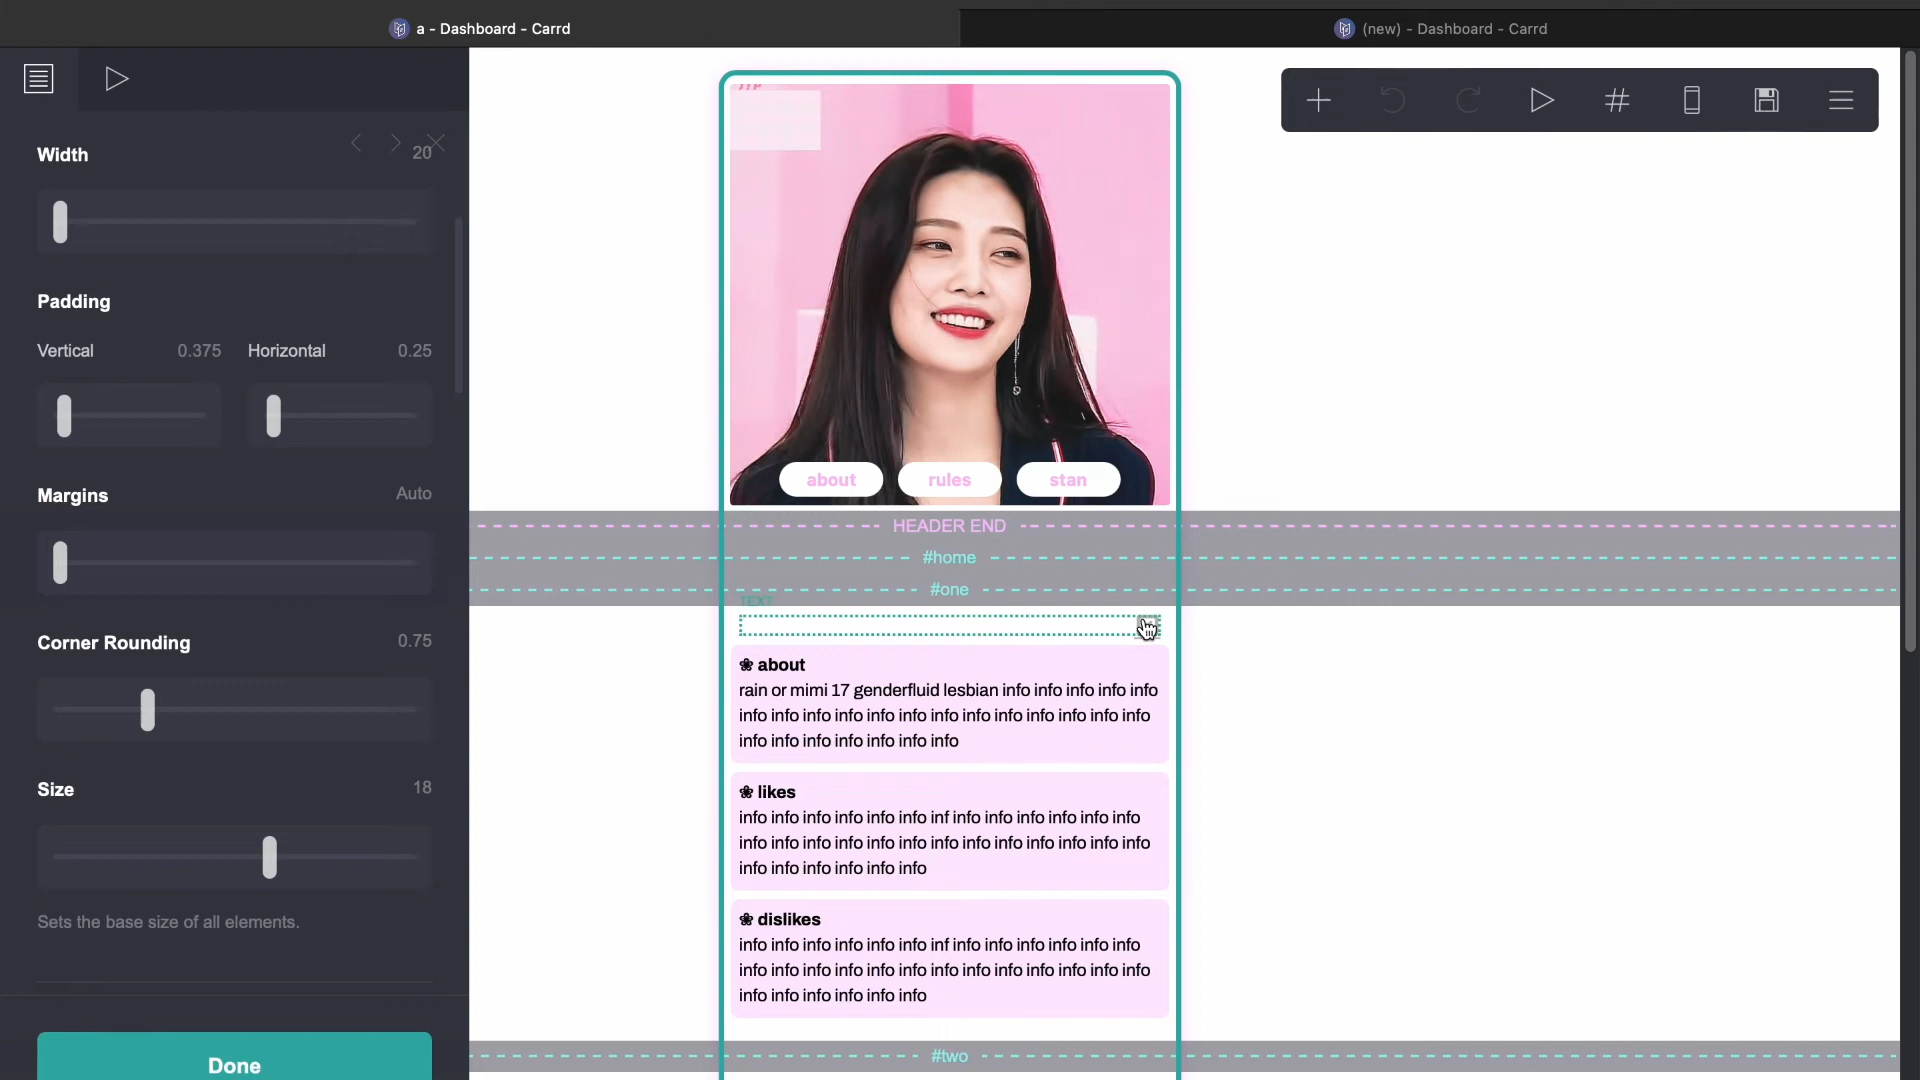 a - Dashboard - Carrd
(new) - Dashboard - Carrd
Width
20
Padding
Vertical
0.375
Horizontal
0.25
Margins
Auto
Corner Rounding
0.75
Size
18
Sets the base size of all elements.
Done
about
rules
stan
HEADER END
#home
#one
TEXT
❀ about
rain or mimi 17 genderfluid lesbian info info info info info
info info info info info info info info info info info info info
info info info info info info info
❀ likes
info info info info info info inf info info info info info info
info info info info info info info info info info info info info
info info info info info info
❀ dislikes
info info info info info info inf info info info info info info
info info info info info info info info info info info info info
info info info info info info
#two